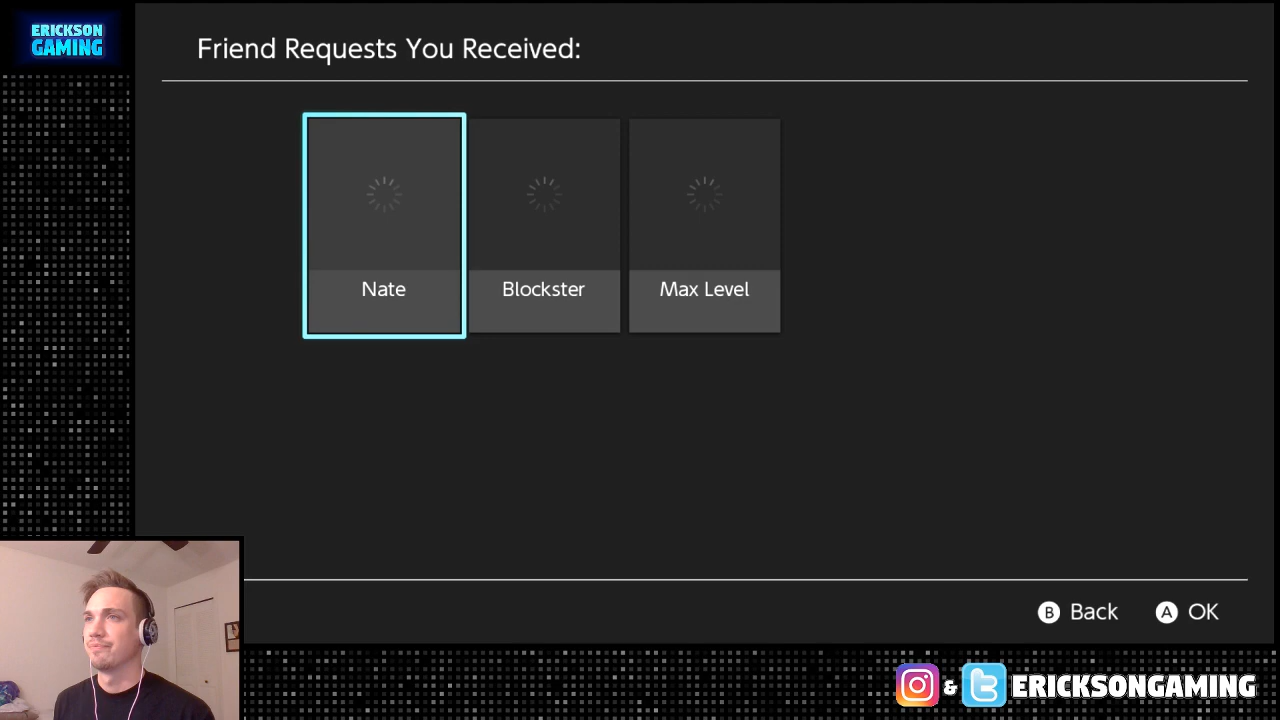 ERICKSON
GAMING
Friend Requests You Received:
Nate
Blockster
Max Level
B Back
A OK
& ERICKSONGAMING